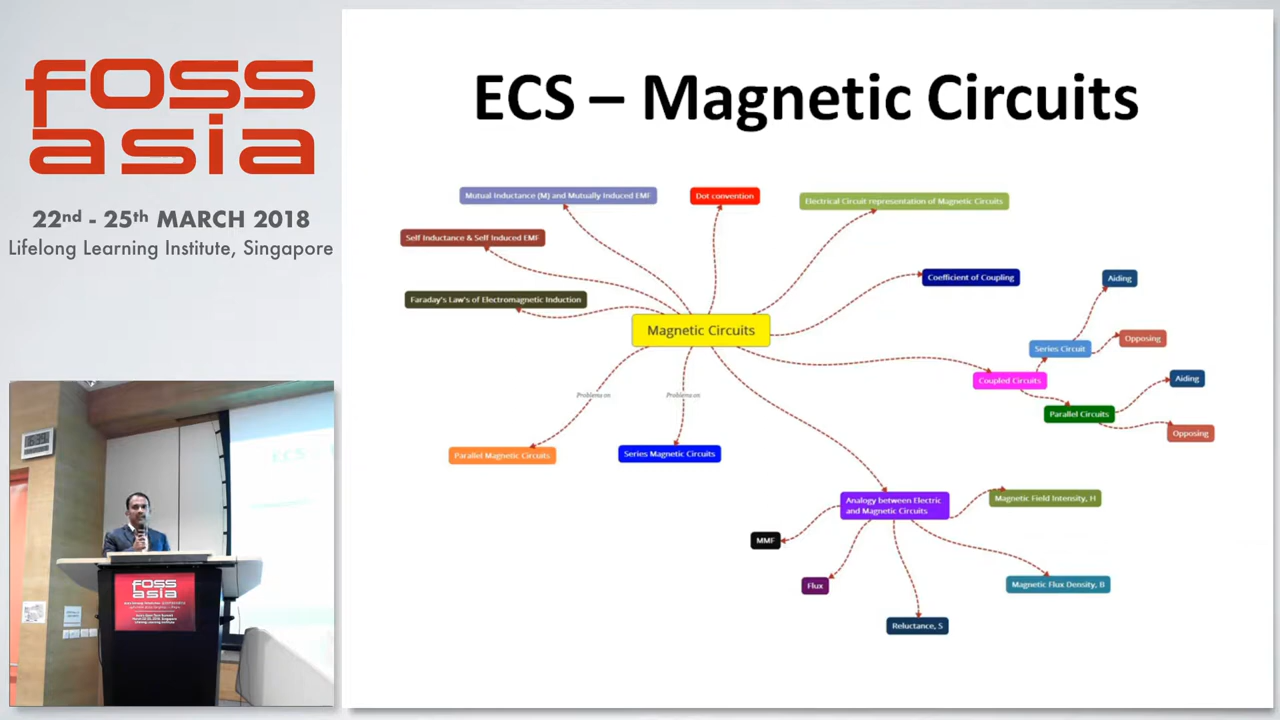 foss
asia
22nd - 25th MARCH 2018
Lifelong Learning Institute, Singapore
ECS – Magnetic Circuits
Mutual Inductance (M) and Mutually Induced EMF
Dot convention
Electrical Circuit representation of Magnetic Circuits
Self Inductance & Self Induced EMF
Coefficient of Coupling
Aiding
Faraday's Law's of Electromagnetic Induction
Magnetic Circuits
Opposing
Series Circuit
Coupled Circuits
Aiding
Problems on
Problems on
Parallel Circuits
Opposing
Parallel Magnetic Circuits
Series Magnetic Circuits
Analogy between Electric
and Magnetic Circuits
Magnetic Field Intensity, H
MMF
Flux
Magnetic Flux Density, B
Reluctance, S
foss
asia